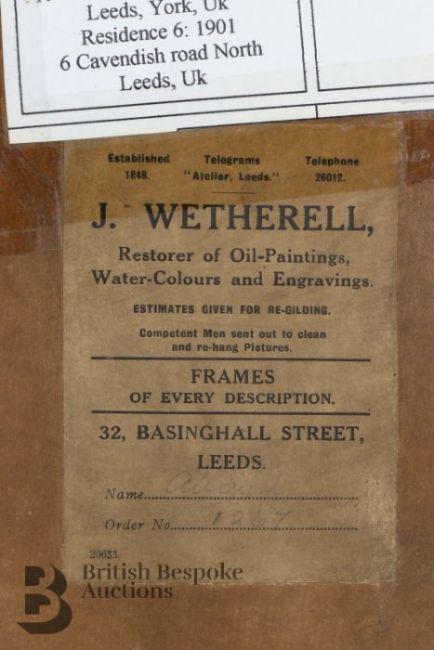 Leeds, York, Uk
Residence 6: 1901
6 Cavendish road North
Leeds, Uk
Established Telegrams Telephone
1848. "Atelier, Leeds." 26012.
J. WETHERELL,
Restorer of Oil-Paintings,
Water-Colours and Engravings.
ESTIMATES GIVEN FOR RE-GILDING.
Competent Men sent out to clean
and re-hang Pictures.
FRAMES
OF EVERY DESCRIPTION.
32, BASINGHALL STREET,
LEEDS.
Name
Order No. 1267
20633.
B British Bespoke
Auctions